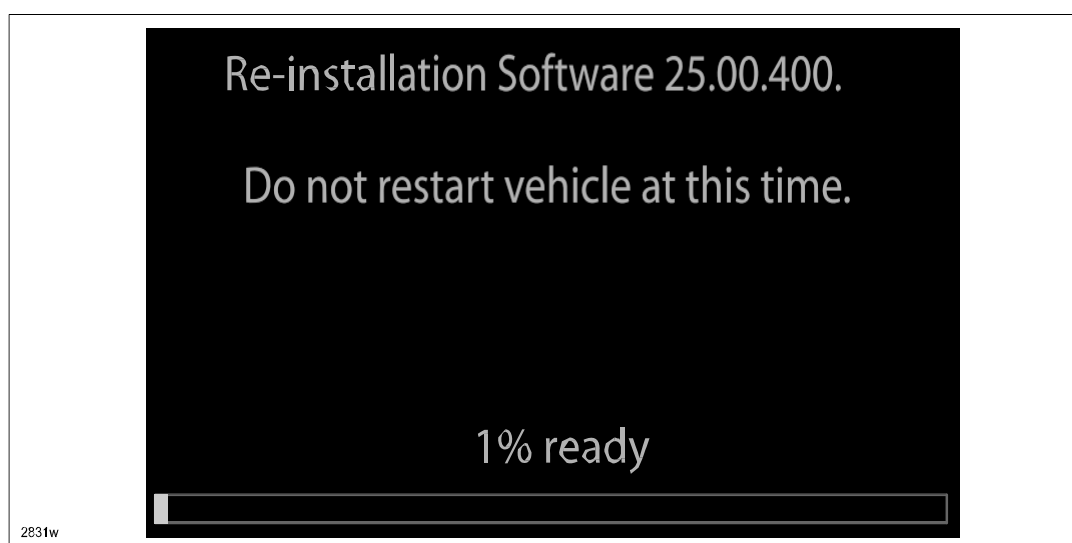 Re-installation Software 25.00.400.
Do not restart vehicle at this time.
1% ready
2831w